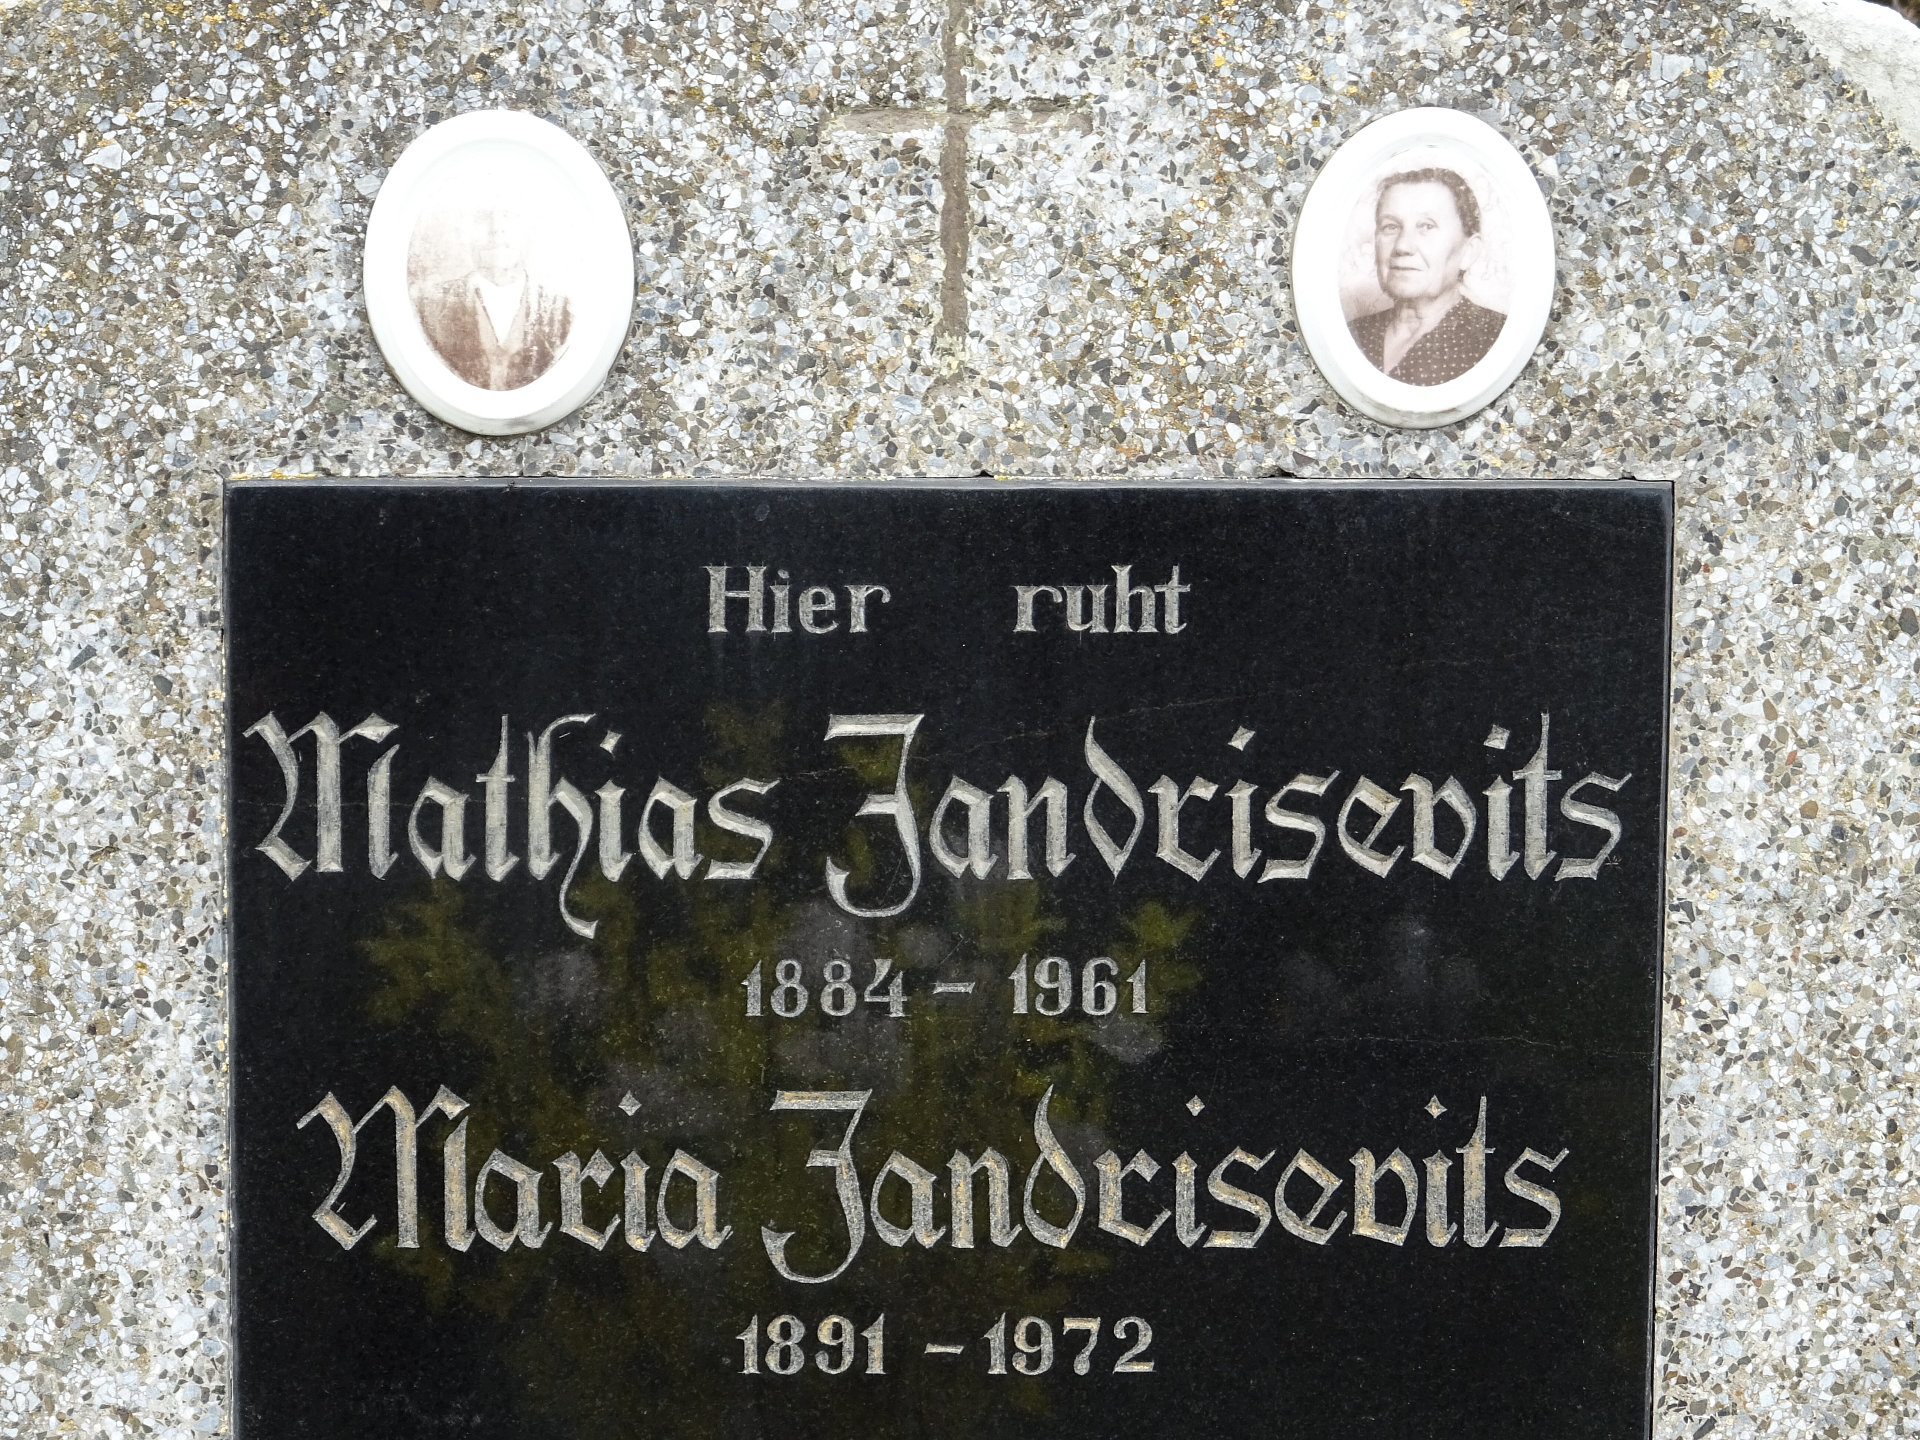 Hier ruht
Mathias Jandrisevits
1884 - 1961
Maria Jandrisevits
1891 - 1972